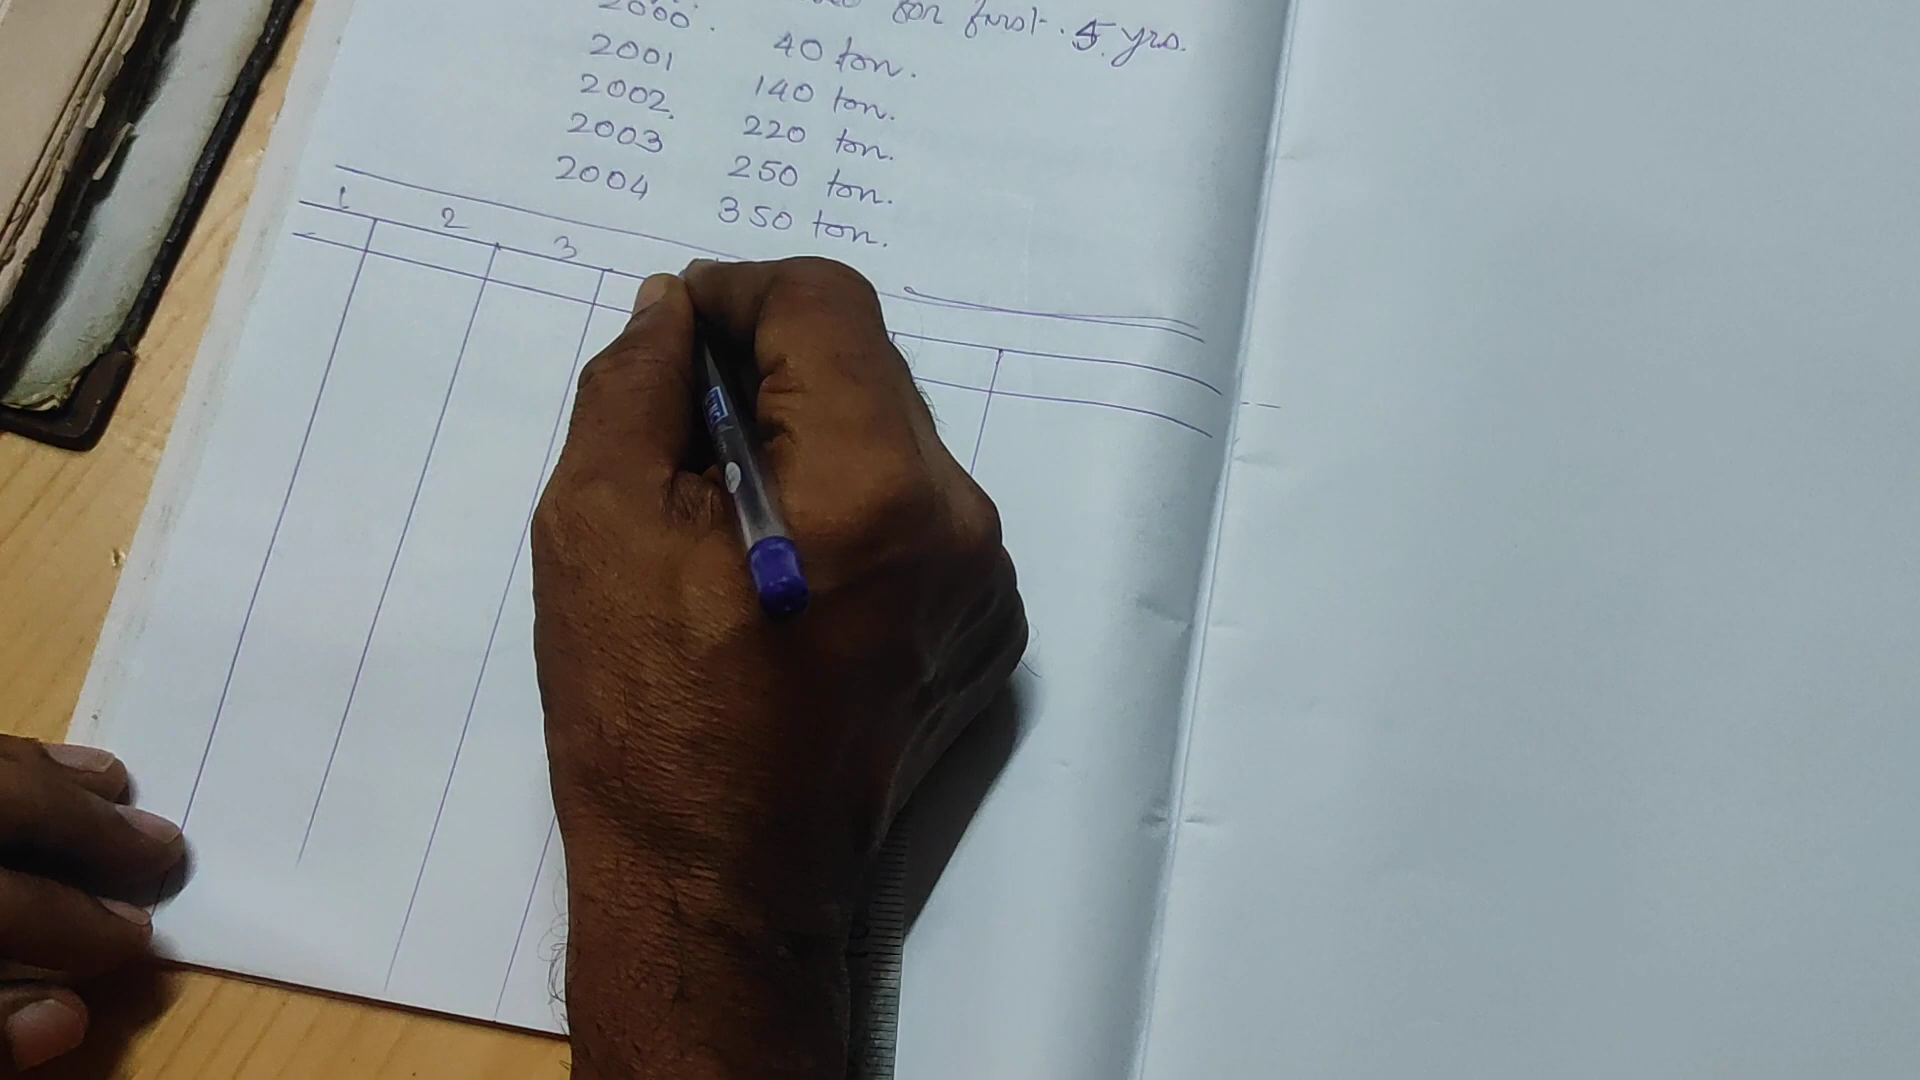 for first. 5 yrs.
2000. 40 ton.
2001 140 ton.
2002. 220 ton.
2003 250 ton.
2004 350 ton.
1 2 3